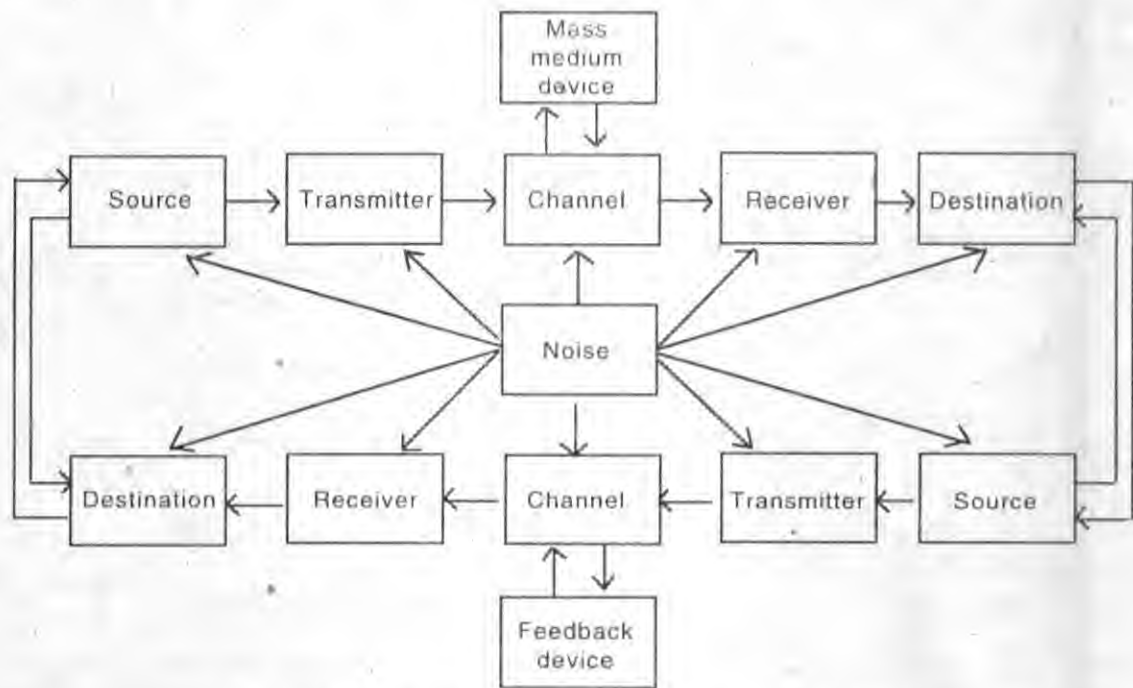 Mass
medium
device
Source
Transmitter
Channel
Receiver
Destination
Noise
Destination
Receiver
Channel
Transmitter
Source
Feedback
device